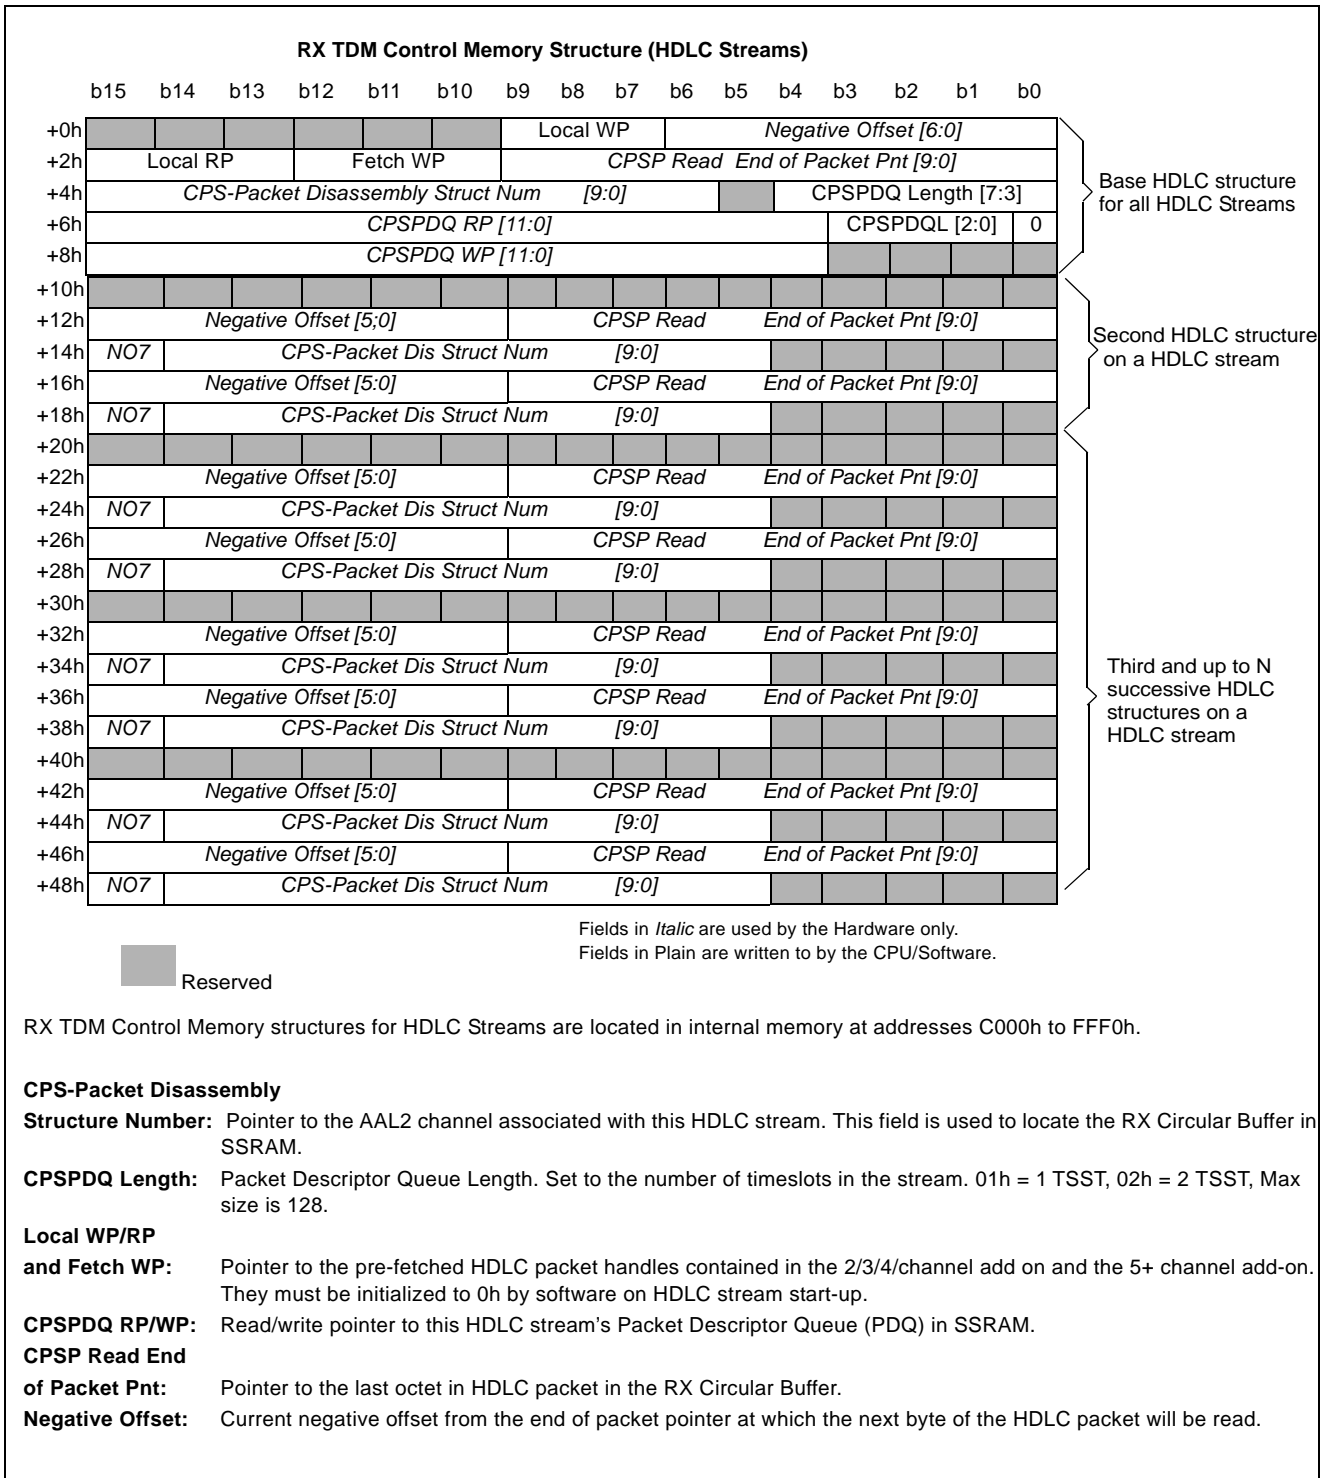 RX TDM Control Memory Structure (HDLC Streams)
b15 b14 b13 b12 b11 b10 b9 b8 b7 b6 b5 b4 b3 b2 b1 b0
+0h Local WP Negative Offset [6:0]
+2h Local RP Fetch WP CPSP Read End of Packet Pnt [9:0]
+4h CPS-Packet Disassembly Struct Num [9:0] CPSPDQ Length [7:3]
+6h CPSPDQ RP [11:0] CPSPDQL [2:0] 0
+8h CPSPDQ WP [11:0]
Base HDLC structure
for all HDLC Streams
+10h
+12h Negative Offset [5;0] CPSP Read End of Packet Pnt [9:0]
+14h NO7 CPS-Packet Dis Struct Num [9:0]
+16h Negative Offset [5:0] CPSP Read End of Packet Pnt [9:0]
+18h NO7 CPS-Packet Dis Struct Num [9:0]
Second HDLC structure
on a HDLC stream
+20h
+22h Negative Offset [5:0] CPSP Read End of Packet Pnt [9:0]
+24h NO7 CPS-Packet Dis Struct Num [9:0]
+26h Negative Offset [5:0] CPSP Read End of Packet Pnt [9:0]
+28h NO7 CPS-Packet Dis Struct Num [9:0]
+30h
+32h Negative Offset [5:0] CPSP Read End of Packet Pnt [9:0]
+34h NO7 CPS-Packet Dis Struct Num [9:0]
+36h Negative Offset [5:0] CPSP Read End of Packet Pnt [9:0]
+38h NO7 CPS-Packet Dis Struct Num [9:0]
+40h
+42h Negative Offset [5:0] CPSP Read End of Packet Pnt [9:0]
+44h NO7 CPS-Packet Dis Struct Num [9:0]
+46h Negative Offset [5:0] CPSP Read End of Packet Pnt [9:0]
+48h NO7 CPS-Packet Dis Struct Num [9:0]
Third and up to N
successive HDLC
structures on a
HDLC stream
Fields in Italic are used by the Hardware only.
Fields in Plain are written to by the CPU/Software.
Reserved
RX TDM Control Memory structures for HDLC Streams are located in internal memory at addresses C000h to FFF0h.
CPS-Packet Disassembly
Structure Number: Pointer to the AAL2 channel associated with this HDLC stream. This field is used to locate the RX Circular Buffer in
SSRAM.
CPSPDQ Length: Packet Descriptor Queue Length. Set to the number of timeslots in the stream. 01h = 1 TSST, 02h = 2 TSST, Max
size is 128.
Local WP/RP
and Fetch WP: Pointer to the pre-fetched HDLC packet handles contained in the 2/3/4/channel add on and the 5+ channel add-on.
They must be initialized to 0h by software on HDLC stream start-up.
CPSPDQ RP/WP: Read/write pointer to this HDLC stream's Packet Descriptor Queue (PDQ) in SSRAM.
CPSP Read End
of Packet Pnt: Pointer to the last octet in HDLC packet in the RX Circular Buffer.
Negative Offset: Current negative offset from the end of packet pointer at which the next byte of the HDLC packet will be read.